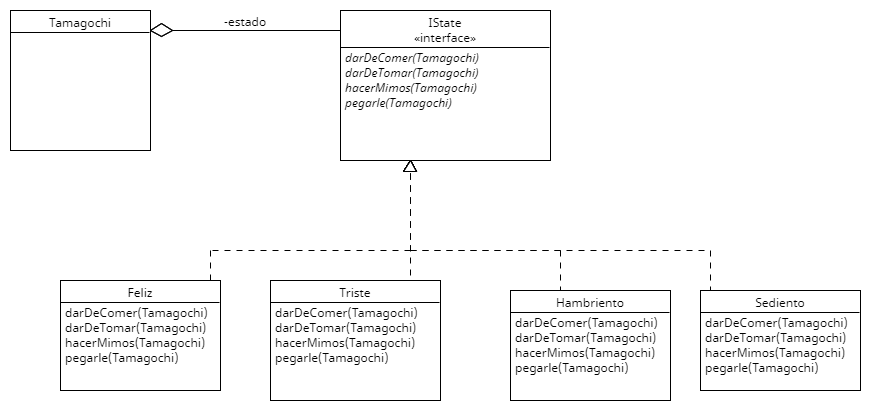 Tamagochi
-estado
IState
«interface»
darDeComer(Tamagochi)
darDeTomar(Tamagochi)
hacerMimos(Tamagochi)
pegarle(Tamagochi)
Feliz
darDeComer(Tamagochi)
darDeTomar(Tamagochi)
hacerMimos(Tamagochi)
pegarle(Tamagochi)
Triste
darDeComer(Tamagochi)
darDeTomar(Tamagochi)
hacerMimos(Tamagochi)
pegarle(Tamagochi)
Hambriento
darDeComer(Tamagochi)
darDeTomar(Tamagochi)
hacerMimos(Tamagochi)
pegarle(Tamagochi)
Sediento
darDeComer(Tamagochi)
darDeTomar(Tamagochi)
hacerMimos(Tamagochi)
pegarle(Tamagochi)